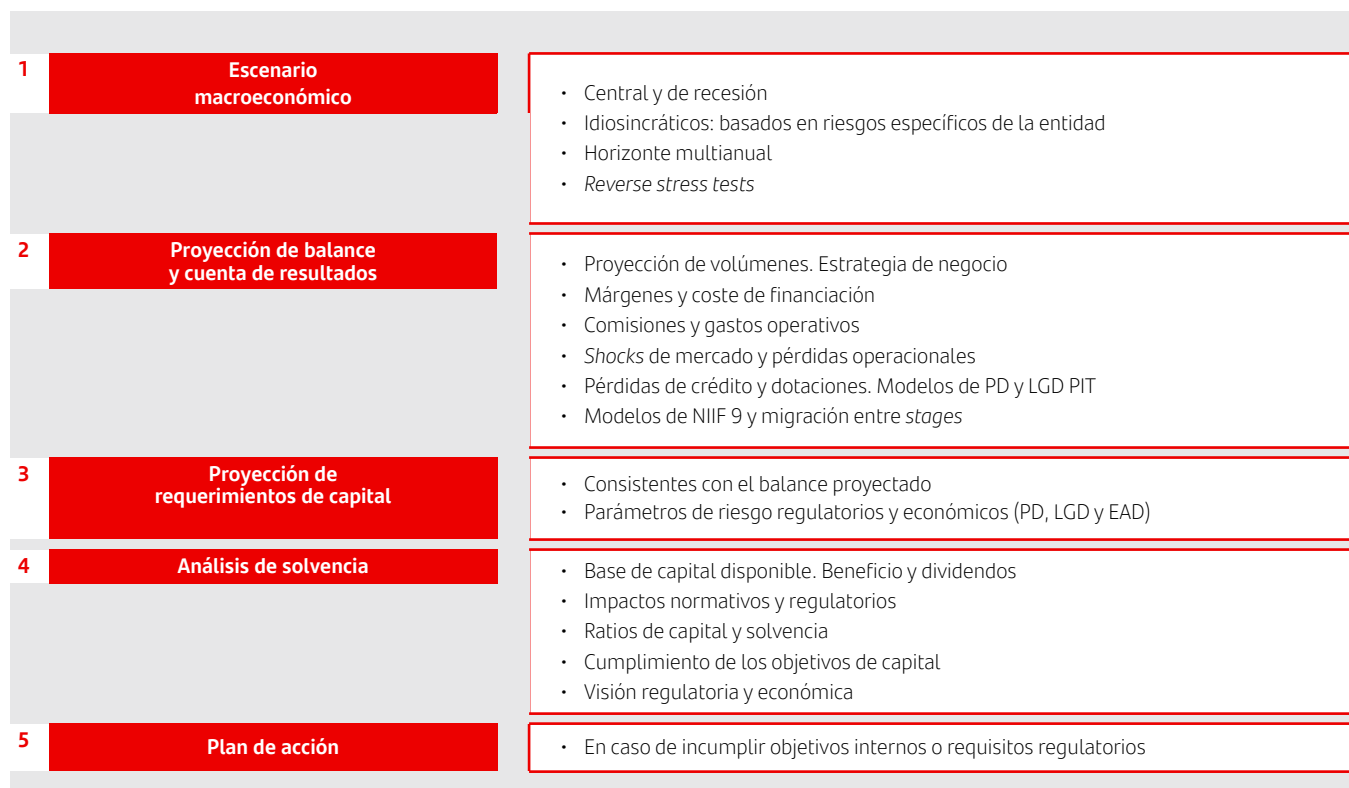 1
Escenario
macroeconómico
• Central y de recesión
• Idiosincráticos: basados en riesgos específicos de la entidad
• Horizonte multianual
• Reverse stress tests
2
Proyección de balance
y cuenta de resultados
• Proyección de volúmenes. Estrategia de negocio
• Márgenes y coste de financiación
• Comisiones y gastos operativos
• Shocks de mercado y pérdidas operacionales
• Pérdidas de crédito y dotaciones. Modelos de PD y LGD PIT
• Modelos de NIIF 9 y migración entre stages
3
Proyección de
requerimientos de capital
• Consistentes con el balance proyectado
• Parámetros de riesgo regulatorios y económicos (PD, LGD y EAD)
4
Análisis de solvencia
• Base de capital disponible. Beneficio y dividendos
• Impactos normativos y regulatorios
• Ratios de capital y solvencia
• Cumplimiento de los objetivos de capital
• Visión regulatoria y económica
5
Plan de acción
• En caso de incumplir objetivos internos o requisitos regulatorios